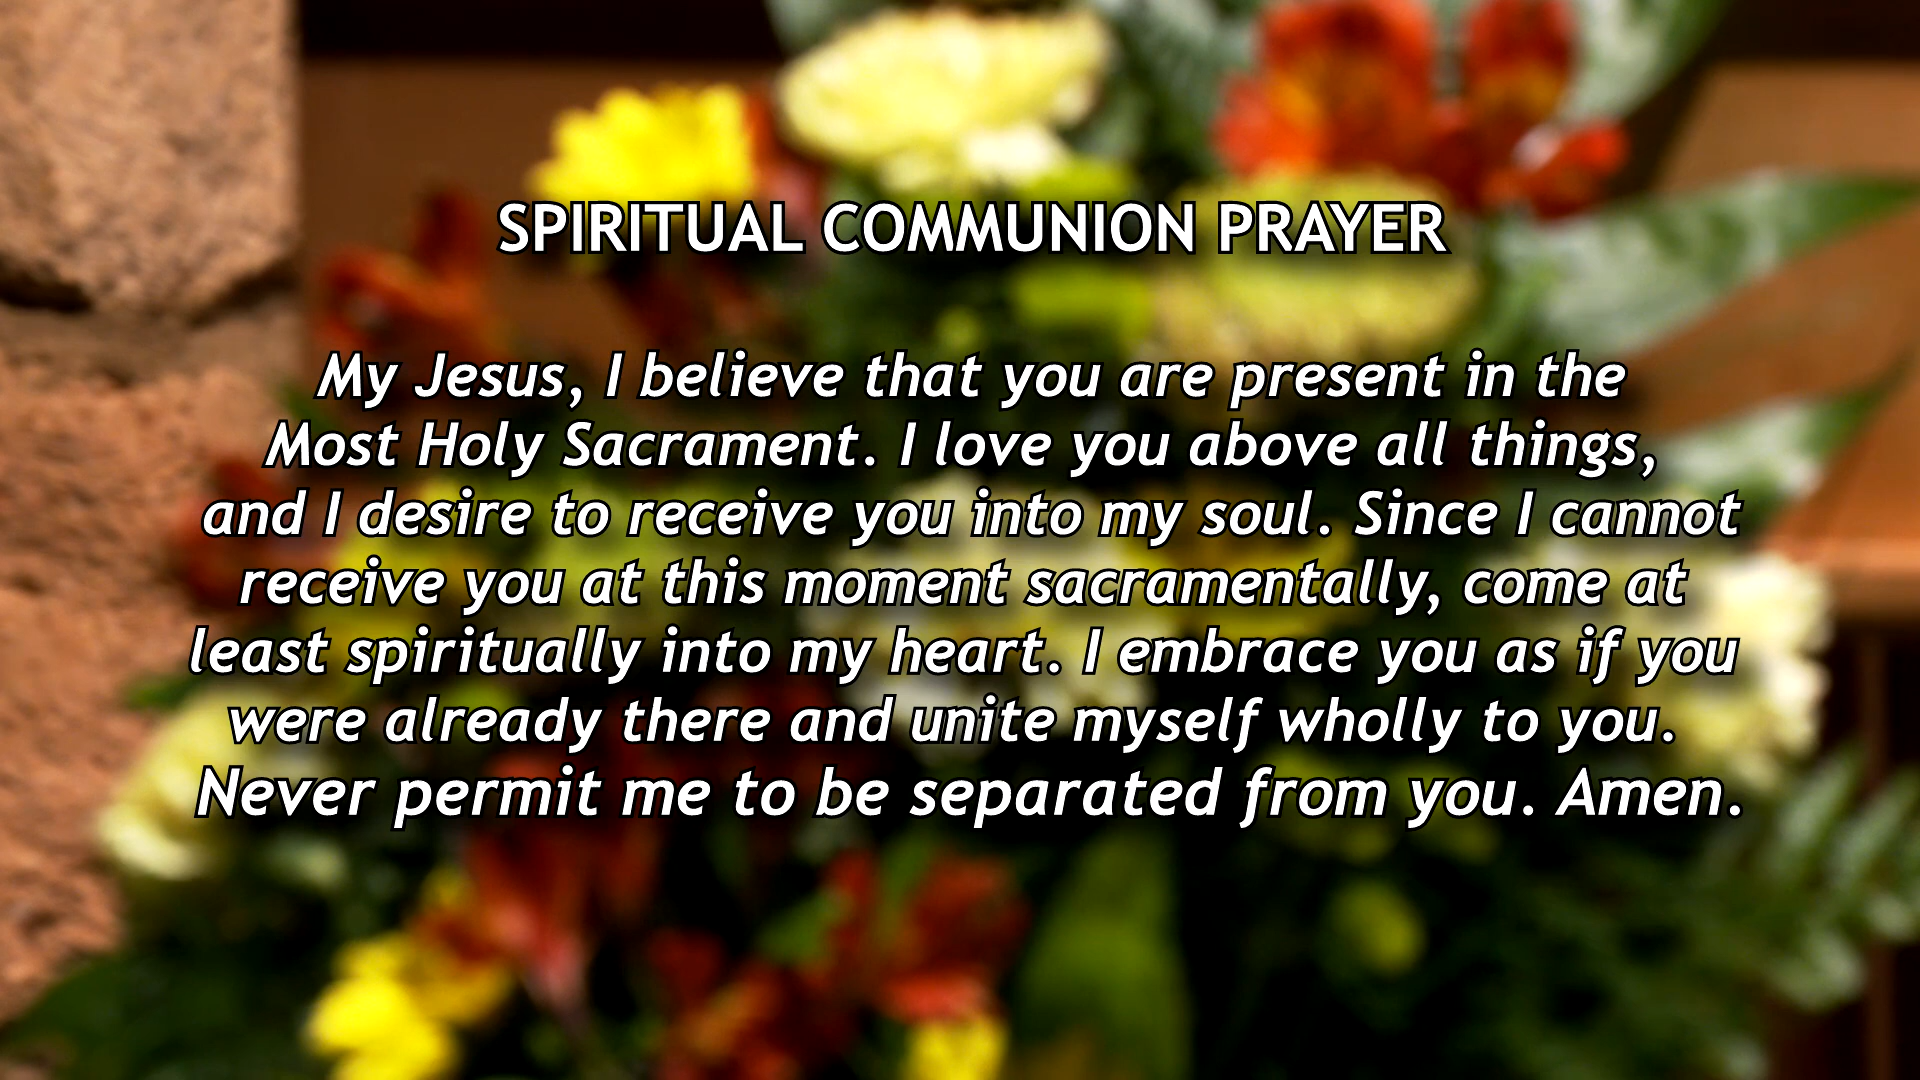 SPIRITUAL COMMUNION PRAYER
My Jesus, I believe that you are present in the
Most Holy Sacrament. I love you above all things,
and I desire to receive you into my soul. Since I cannot
receive you at this moment sacramentally, come at
least spiritually into my heart. I embrace you as if you
were already there and unite myself wholly to you.
Never permit me to be separated from you. Amen.